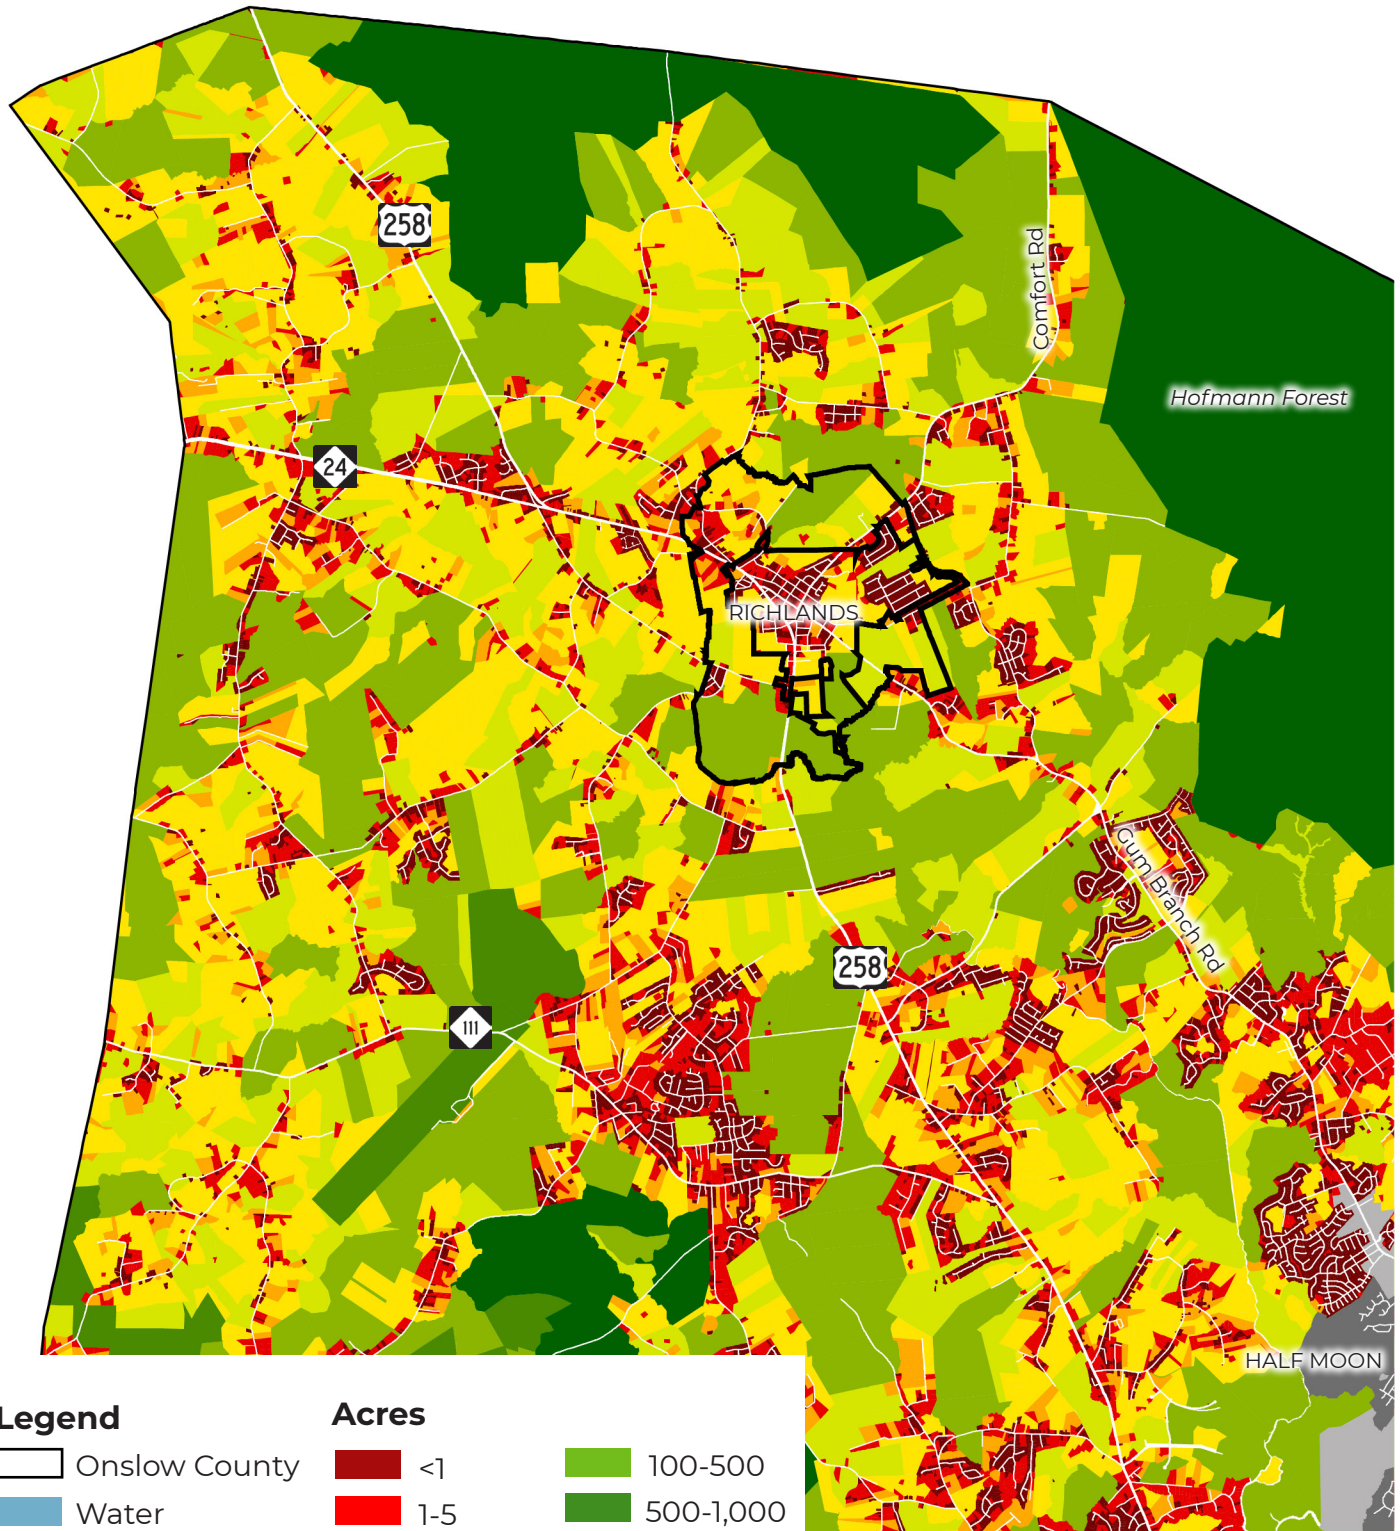 258
Comfort Rd
Hofmann Forest
24
RICHLANDS
Gum Branch Rd
258
111
HALF MOON
Legend
Acres
Onslow County
<1
100-500
Water
1-5
500-1,000